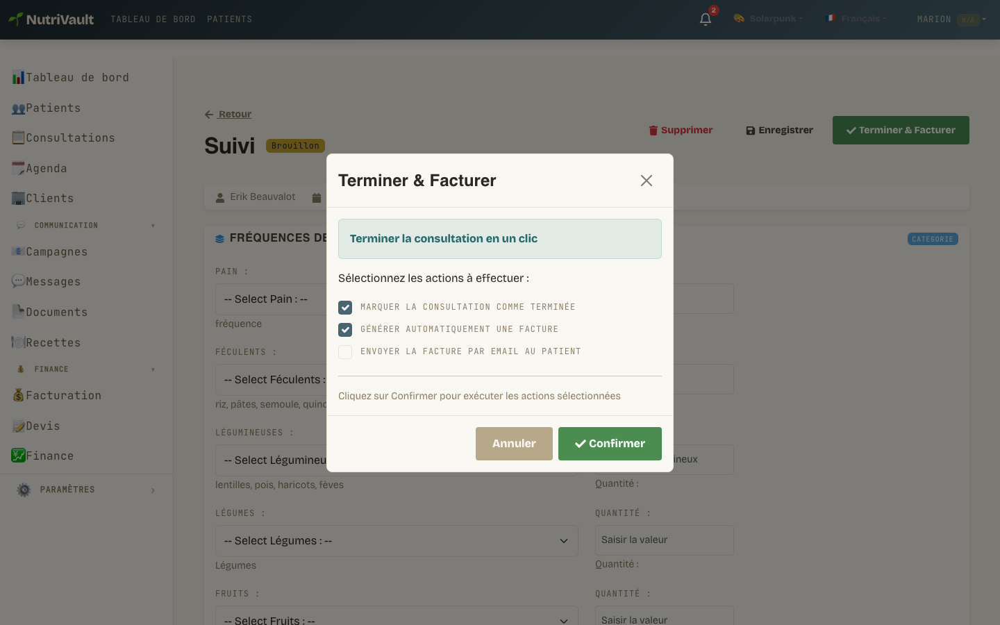 NutriVault TABLEAU DE BORD PATIENTS 2 Solarpunk Français MARION N/A
Tableau de bord
Patients
Consultations
Agenda
Clients
COMMUNICATION
Campagnes
Messages
Documents
Recettes
FINANCE
Facturation
Devis
Finance
PARAMÈTRES
Retour
Suivi Brouillon
Supprimer Enregistrer Terminer & Facturer
Erik Beauvalot
FRÉQUENCES DE
CATEGORIE
PAIN :
-- Select Pain : --
fréquence
FÉCULENTS :
-- Select Féculents :
riz, pâtes, semoule,
LÉGUMINEUSES :
-- Select Légumineu
ineux
lentilles, pois, haricots, fèves
Quantité :
LÉGUMES :
QUANTITÉ :
-- Select Légumes : --
Saisir la valeur
Légumes
Quantité :
FRUITS :
QUANTITÉ :
-- Select Fruits : --
Saisir la valeur
Terminer & Facturer
Terminer la consultation en un clic
Sélectionnez les actions à effectuer :
MARQUER LA CONSULTATION COMME TERMINÉE
GÉNÉRER AUTOMATIQUEMENT UNE FACTURE
ENVOYER LA FACTURE PAR EMAIL AU PATIENT
Cliquez sur Confirmer pour exécuter les actions sélectionnées
Annuler Confirmer